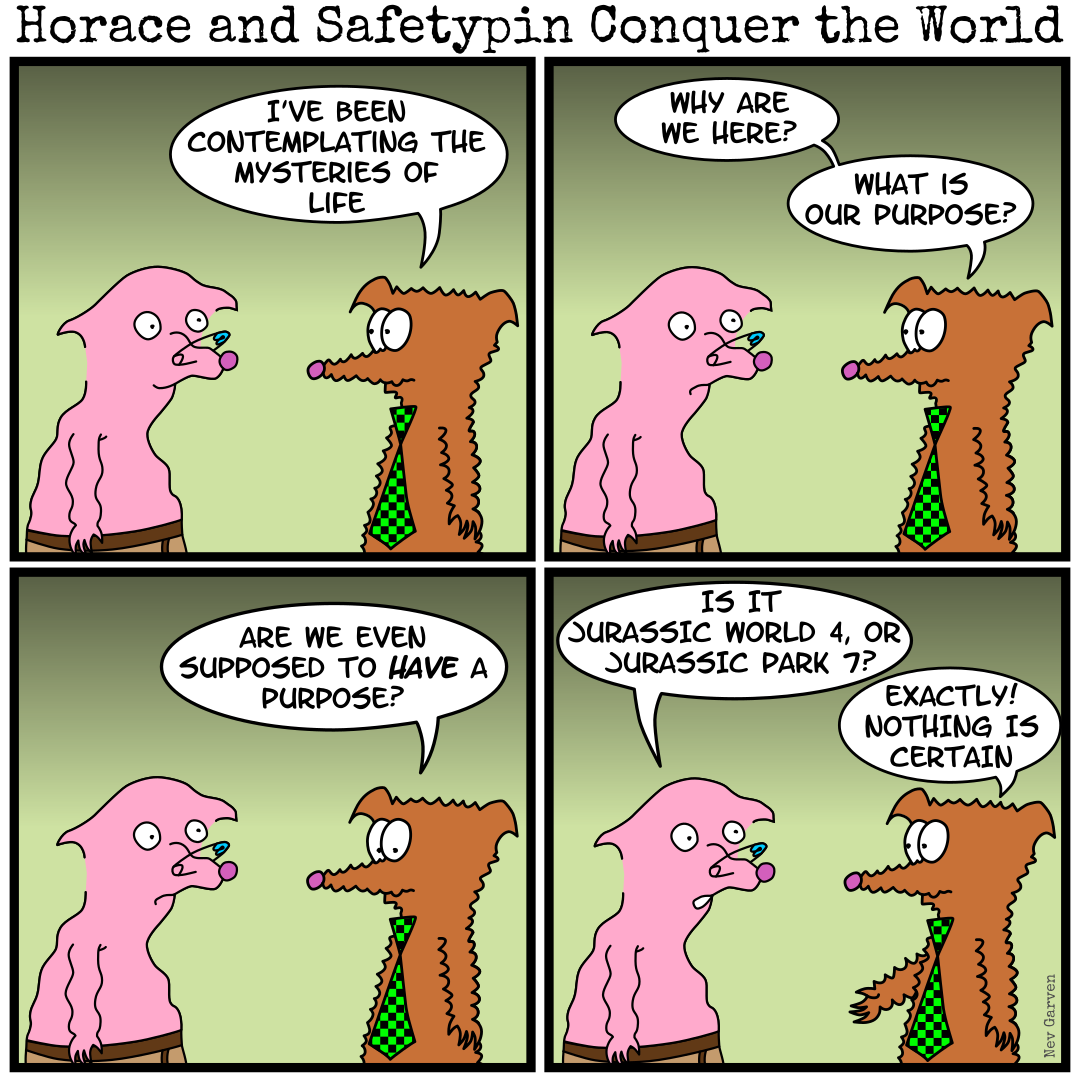 Horace and Safetypin Conquer the World
I'VE BEEN
CONTEMPLATING THE
MYSTERIES OF
LIFE
WHY ARE
WE HERE?
WHAT IS
OUR PURPOSE?
ARE WE EVEN
SUPPOSED TO HAVE A
PURPOSE?
IS IT
JURASSIC WORLD 4, OR
JURASSIC PARK 7?
EXACTLY!
NOTHING IS
CERTAIN
Nev Garven